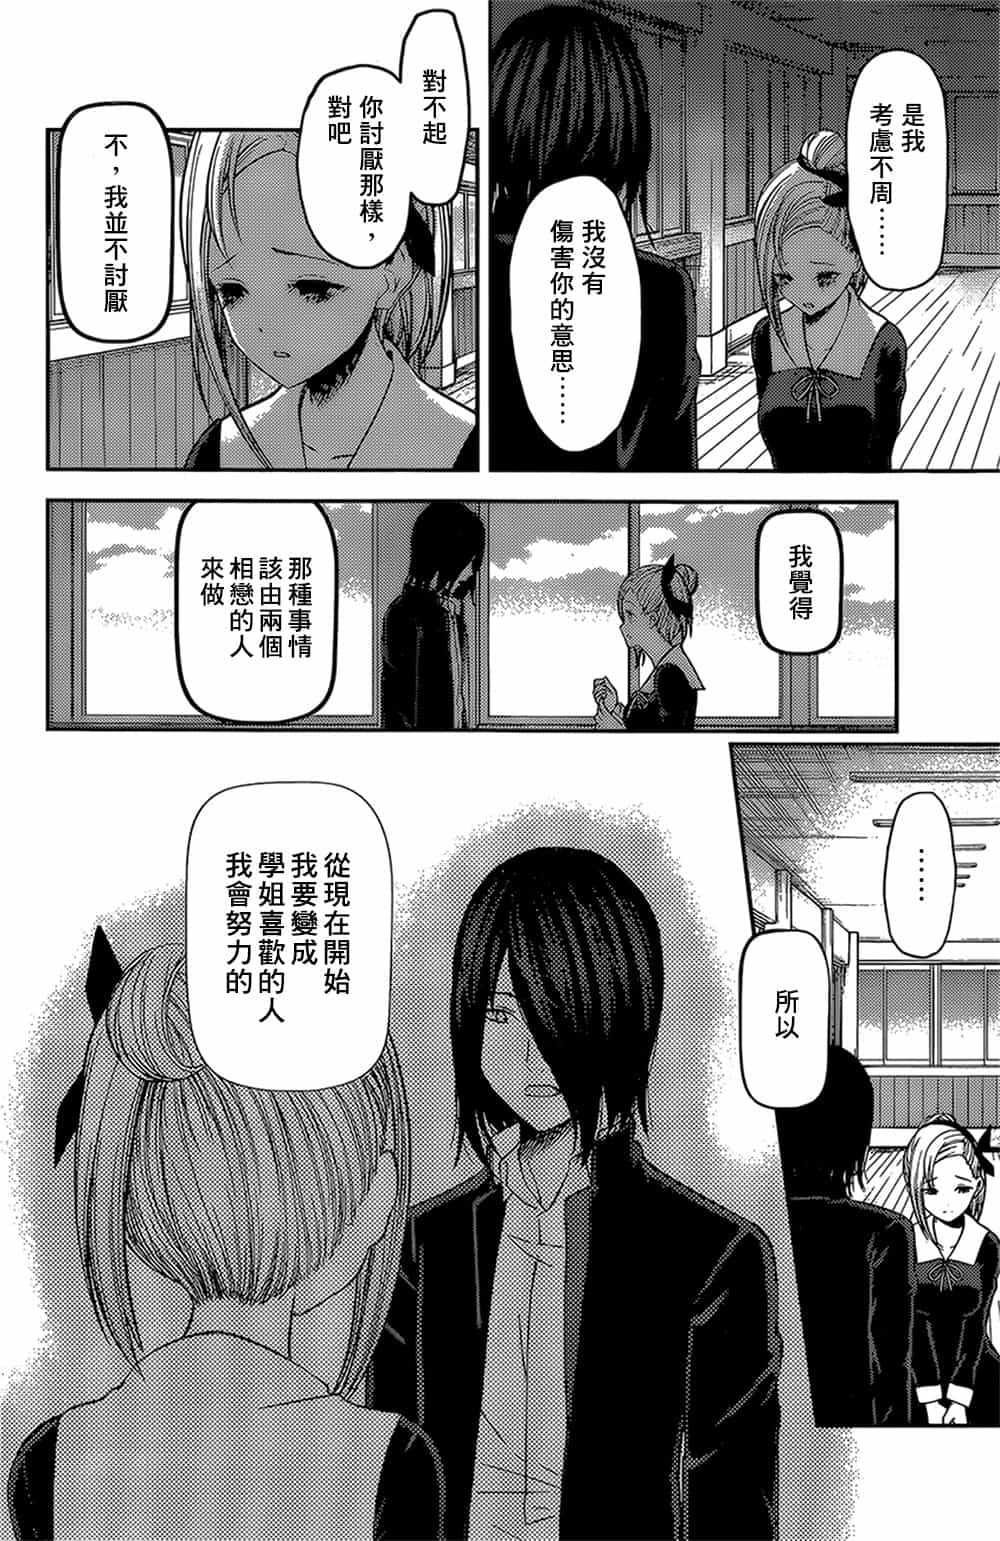 是我
考慮不周……
我沒有
傷害你的意思……
對不起
你討厭那樣，
對吧
不，我並不討厭
我覺得
那種事情
該由兩個
相戀的人
來做
……
所以
從現在開始
我要變成
學姐喜歡的人
我會努力的